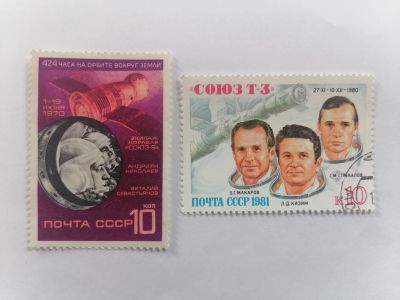 424 ЧАСА НА ОРБИТЕ ВОКРУГ ЗЕМЛИ
1-19
ИЮНЯ
1970
ЭКИПАЖ
КОРАБЛЯ
«СОЮЗ-9»
АНДРИЯН
НИКОЛАЕВ
ВИТАЛИЙ
СЕВАСТЬЯНОВ
ПОЧТА СССР 10 КОП
«СОЮЗ Т-3»
27·XI-10·XII-1980
О.Г. МАКАРОВ
Л.Д. КИЗИМ
Г.М. СТРЕКАЛОВ
ПОЧТА СССР 1981
10 К